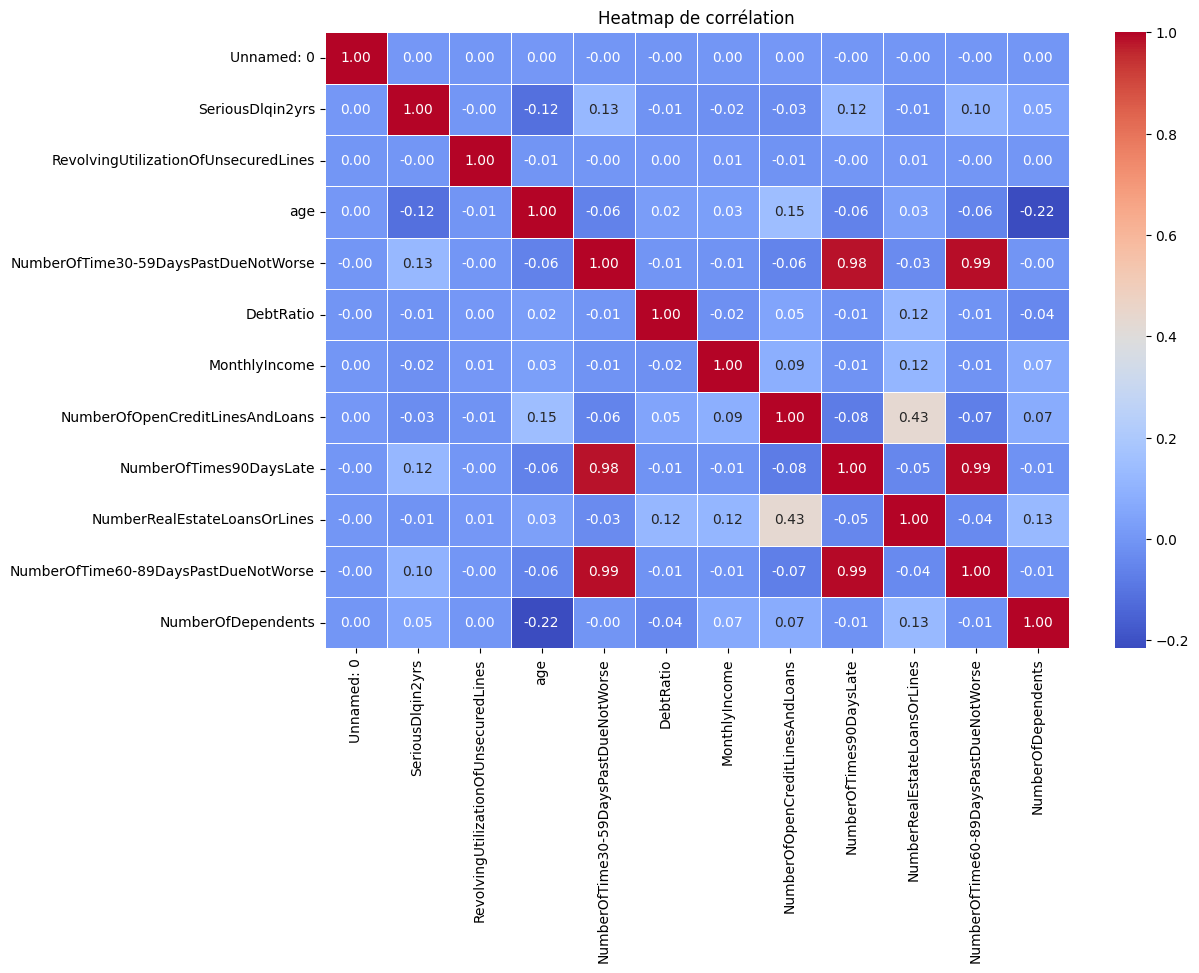 Heatmap de corrélation
Unnamed: 0 1.00 0.00 0.00 0.00 -0.00 -0.00 0.00 0.00 -0.00 -0.00 -0.00 0.00
SeriousDlqin2yrs 0.00 1.00 -0.00 -0.12 0.13 -0.01 -0.02 -0.03 0.12 -0.01 0.10 0.05
RevolvingUtilizationOfUnsecuredLines 0.00 -0.00 1.00 -0.01 -0.00 0.00 0.01 -0.01 -0.00 0.01 -0.00 0.00
age 0.00 -0.12 -0.01 1.00 -0.06 0.02 0.03 0.15 -0.06 0.03 -0.06 -0.22
NumberOfTime30-59DaysPastDueNotWorse -0.00 0.13 -0.00 -0.06 1.00 -0.01 -0.01 -0.06 0.98 -0.03 0.99 -0.00
DebtRatio -0.00 -0.01 0.00 0.02 -0.01 1.00 -0.02 0.05 -0.01 0.12 -0.01 -0.04
MonthlyIncome 0.00 -0.02 0.01 0.03 -0.01 -0.02 1.00 0.09 -0.01 0.12 -0.01 0.07
NumberOfOpenCreditLinesAndLoans 0.00 -0.03 -0.01 0.15 -0.06 0.05 0.09 1.00 -0.08 0.43 -0.07 0.07
NumberOfTimes90DaysLate -0.00 0.12 -0.00 -0.06 0.98 -0.01 -0.01 -0.08 1.00 -0.05 0.99 -0.01
NumberRealEstateLoansOrLines -0.00 -0.01 0.01 0.03 -0.03 0.12 0.12 0.43 -0.05 1.00 -0.04 0.13
NumberOfTime60-89DaysPastDueNotWorse -0.00 0.10 -0.00 -0.06 0.99 -0.01 -0.01 -0.07 0.99 -0.04 1.00 -0.01
NumberOfDependents 0.00 0.05 0.00 -0.22 -0.00 -0.04 0.07 0.07 -0.01 0.13 -0.01 1.00
Unnamed: 0
SeriousDlqin2yrs
RevolvingUtilizationOfUnsecuredLines
age
NumberOfTime30-59DaysPastDueNotWorse
DebtRatio
MonthlyIncome
NumberOfOpenCreditLinesAndLoans
NumberOfTimes90DaysLate
NumberRealEstateLoansOrLines
NumberOfTime60-89DaysPastDueNotWorse
NumberOfDependents
1.0
0.8
0.6
0.4
0.2
0.0
−0.2